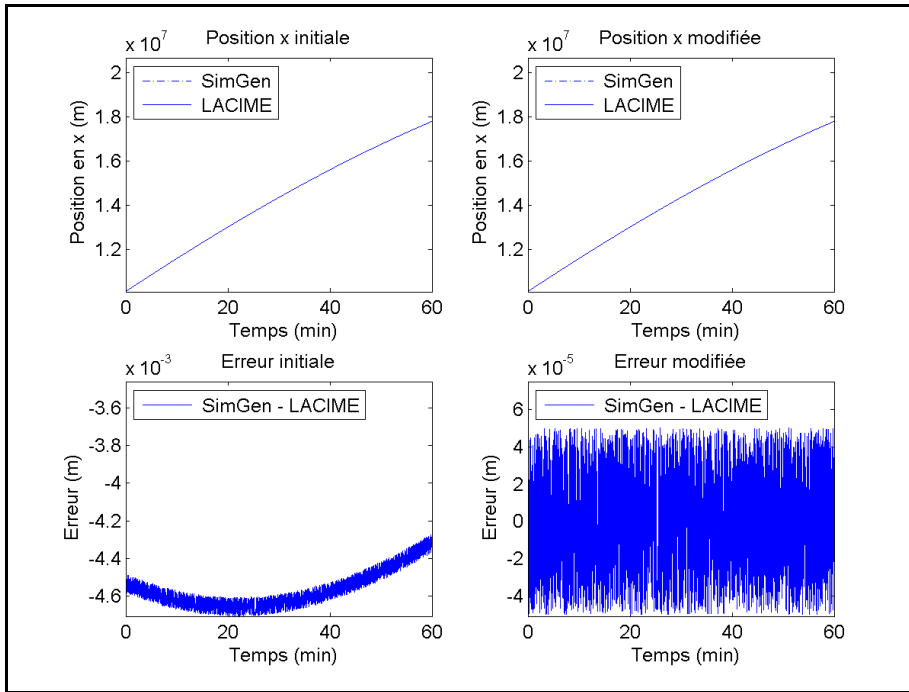 Position x initiale
x 10^7
2
1.8
1.6
1.4
1.2
Position en x (m)
SimGen
LACIME
0 20 40 60
Temps (min)
Position x modifiée
x 10^7
2
1.8
1.6
1.4
1.2
Position en x (m)
SimGen
LACIME
0 20 40 60
Temps (min)
Erreur initiale
x 10^-3
-3.6
-3.8
-4
-4.2
-4.4
-4.6
Erreur (m)
SimGen - LACIME
0 20 40 60
Temps (min)
Erreur modifiée
x 10^-5
6
4
2
0
-2
-4
Erreur (m)
SimGen - LACIME
0 20 40 60
Temps (min)